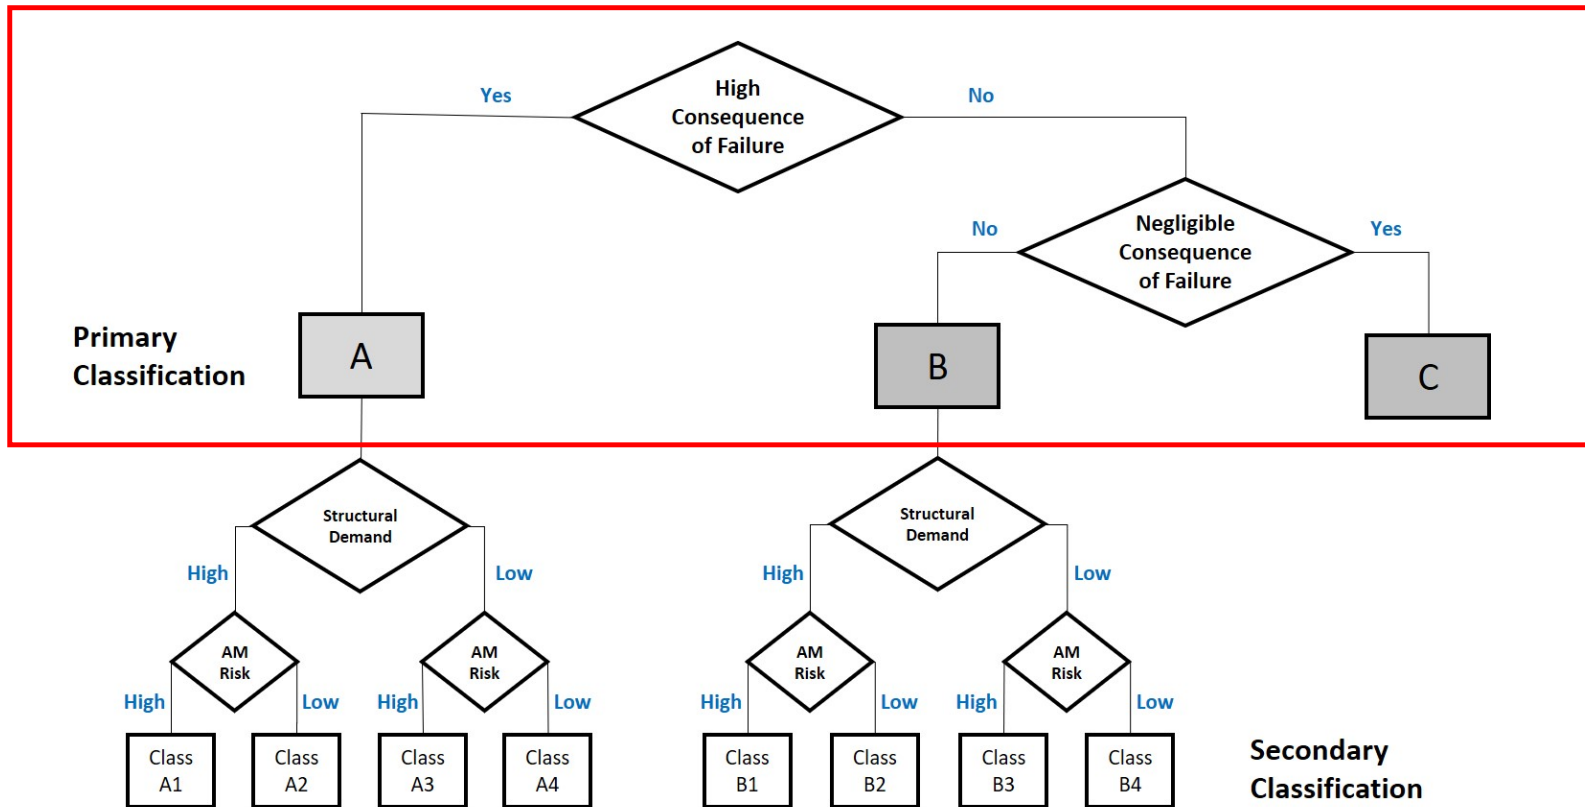 High
Consequence
of Failure
Yes
No
Negligible
Consequence
of Failure
No
Yes
Primary
Classification
A
B
C
Structural
Demand
Structural
Demand
High
Low
High
Low
AM
Risk
AM
Risk
AM
Risk
AM
Risk
High
Low
High
Low
High
Low
High
Low
Class
A1
Class
A2
Class
A3
Class
A4
Class
B1
Class
B2
Class
B3
Class
B4
Secondary
Classification